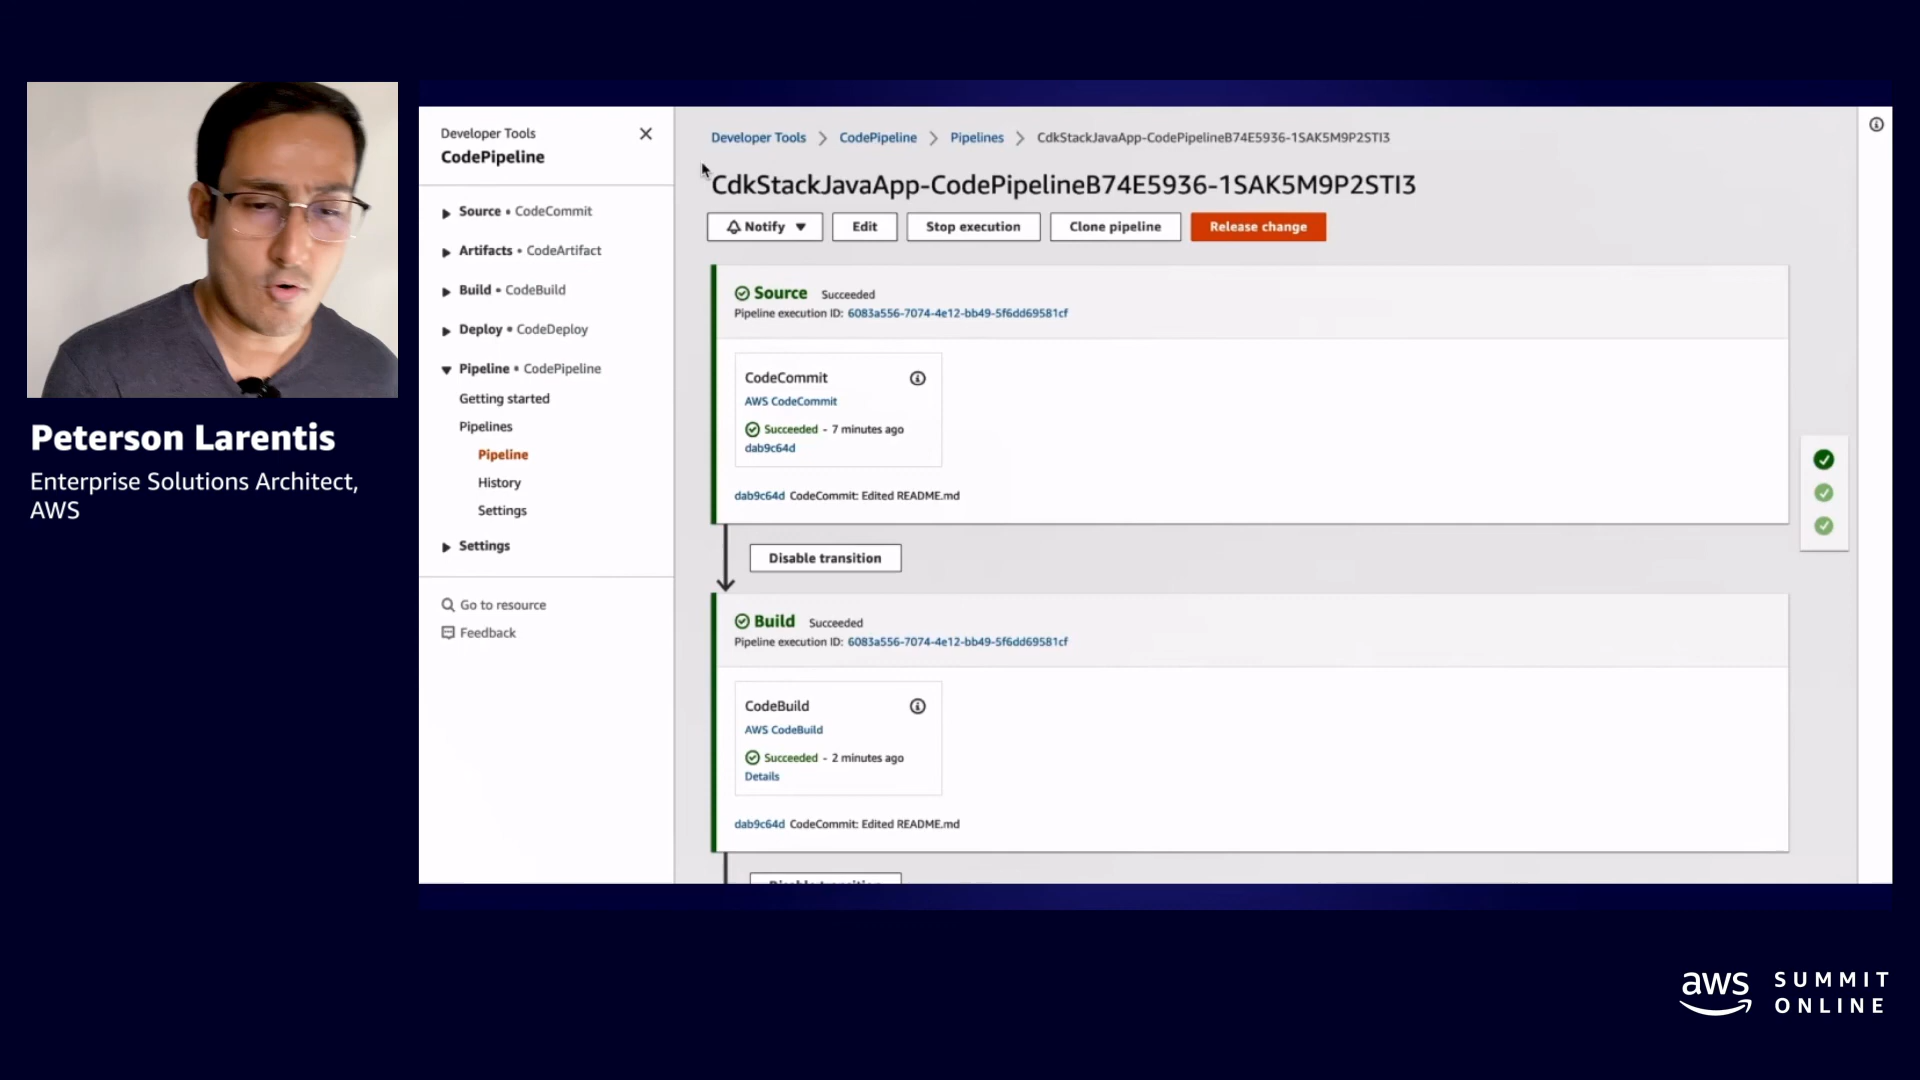 Peterson Larentis
Enterprise Solutions Architect,
AWS
Developer Tools
CodePipeline
Source • CodeCommit
Artifacts • CodeArtifact
Build • CodeBuild
Deploy • CodeDeploy
Pipeline • CodePipeline
Getting started
Pipelines
Pipeline
History
Settings
Settings
Go to resource
Feedback
Developer Tools > CodePipeline > Pipelines > CdkStackJavaApp-CodePipelineB74E5936-1SAK5M9P2STI3
CdkStackJavaApp-CodePipelineB74E5936-1SAK5M9P2STI3
Notify Edit Stop execution Clone pipeline Release change
Source Succeeded
Pipeline execution ID: 6083a556-7074-4e12-bb49-5f6dd69581cf
CodeCommit
AWS CodeCommit
Succeeded - 7 minutes ago
dab9c64d
dab9c64d CodeCommit: Edited README.md
Disable transition
Build Succeeded
Pipeline execution ID: 6083a556-7074-4e12-bb49-5f6dd69581cf
CodeBuild
AWS CodeBuild
Succeeded - 2 minutes ago
Details
dab9c64d CodeCommit: Edited README.md
Disable transition
aws SUMMIT
ONLINE